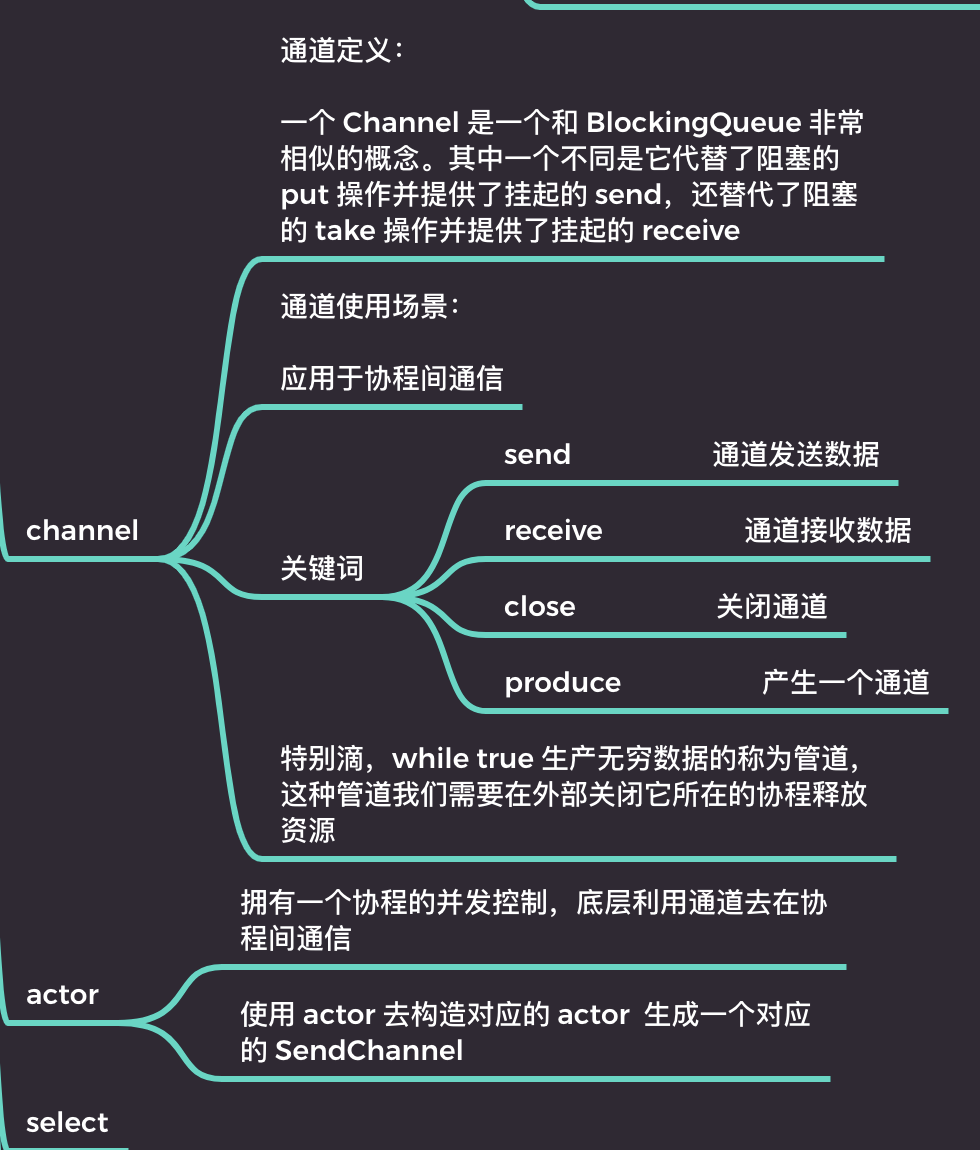 通道定义：
一个 Channel 是一个和 BlockingQueue 非常
相似的概念。其中一个不同是它代替了阻塞的
put 操作并提供了挂起的 send，还替代了阻塞
的 take 操作并提供了挂起的 receive
通道使用场景：
应用于协程间通信
channel
关键词
send 通道发送数据
receive 通道接收数据
close 关闭通道
produce 产生一个通道
特别滴，while true 生产无穷数据的称为管道，
这种管道我们需要在外部关闭它所在的协程释放
资源
actor
拥有一个协程的并发控制，底层利用通道去在协
程间通信
使用 actor 去构造对应的 actor 生成一个对应
的 SendChannel
select